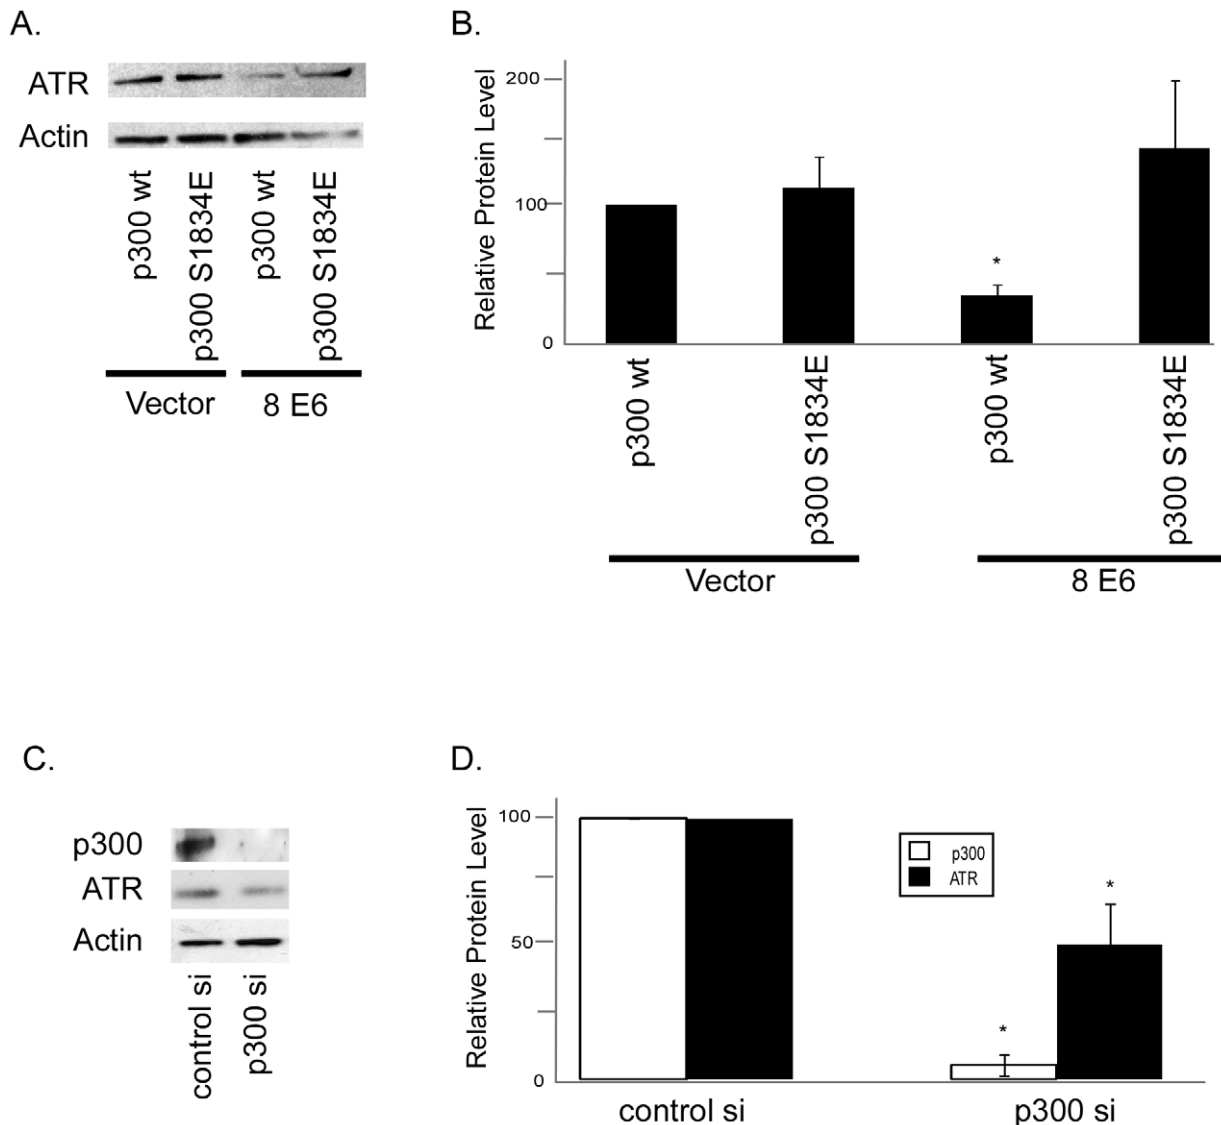 A.
ATR
Actin
p300 wt
p300 S1834E
p300 wt
p300 S1834E
Vector
8 E6
B.
Relative Protein Level
200
100
0
*
p300 wt
p300 S1834E
p300 wt
p300 S1834E
Vector
8 E6
C.
p300
ATR
Actin
control si
p300 si
D.
Relative Protein Level
100
50
0
p300
ATR
*
*
control si
p300 si